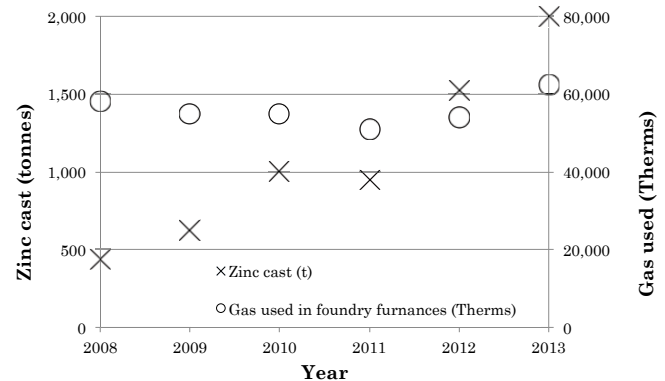 2,000
1,500
1,000
500
0
Zinc cast (tonnes)
80,000
60,000
40,000
20,000
0
Gas used (Therms)
Zinc cast (t)
Gas used in foundry furnances (Therms)
2008 2009 2010 2011 2012 2013
Year